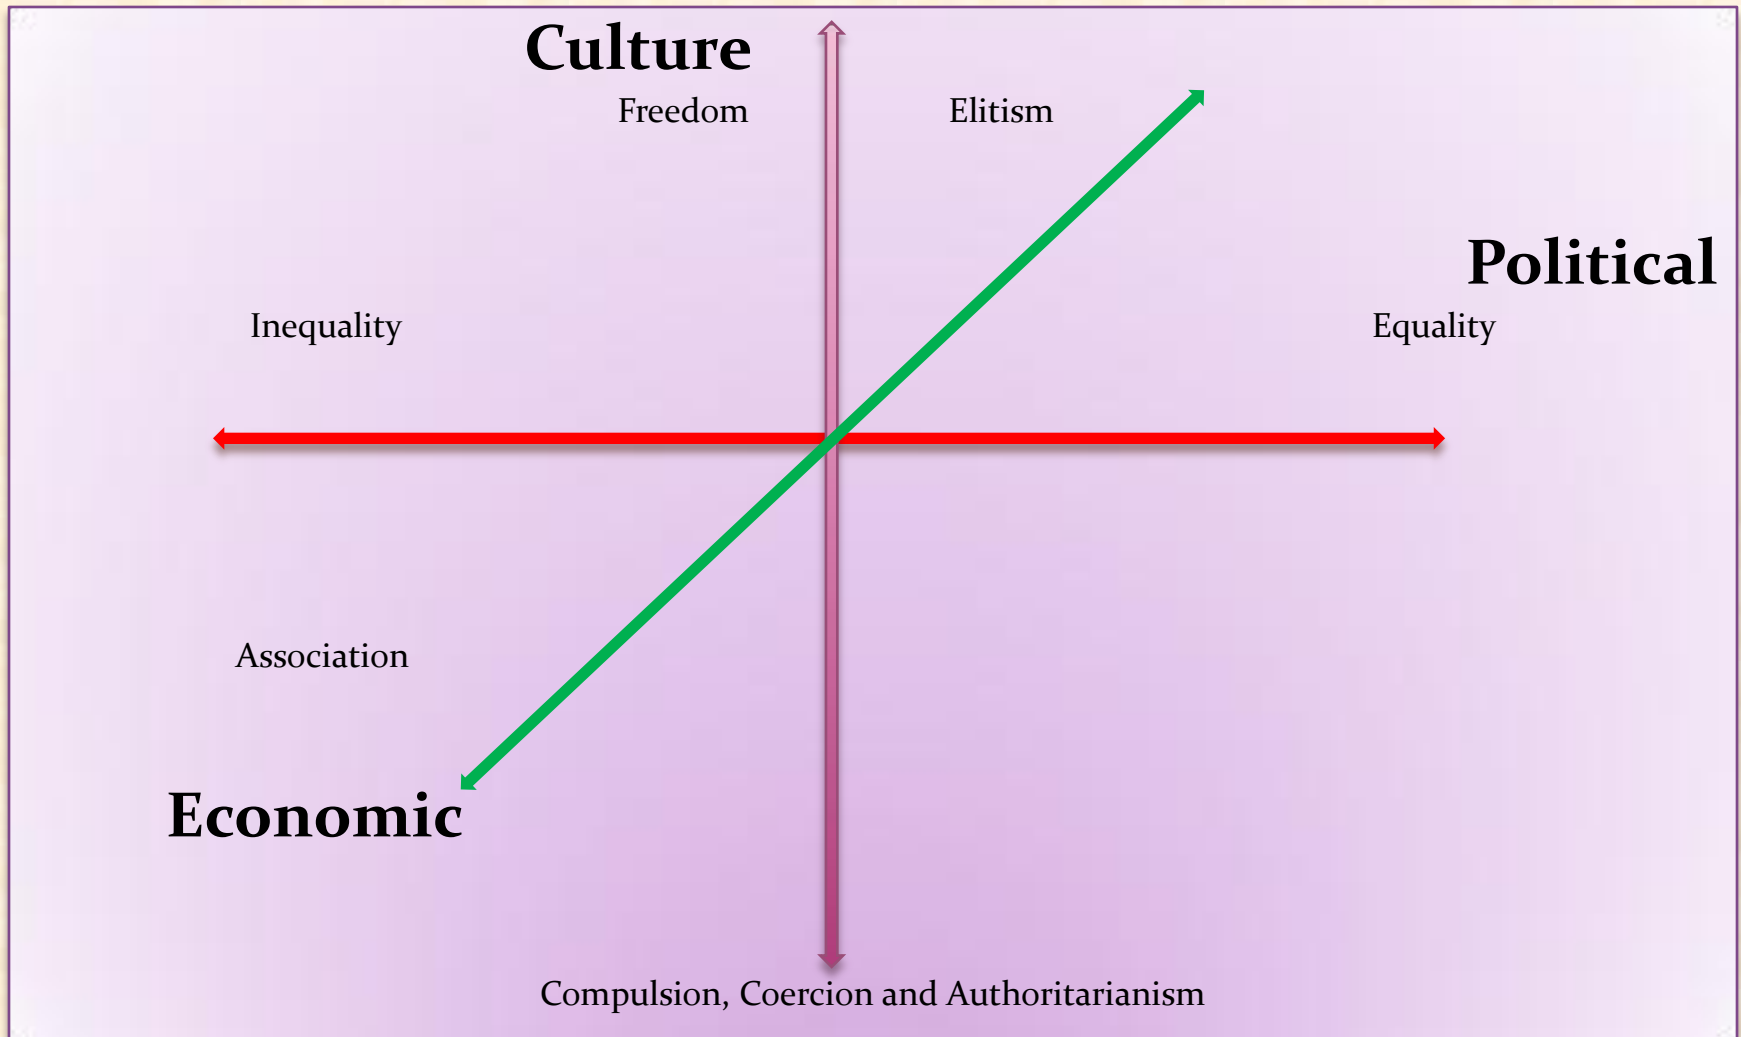 Culture
Freedom
Elitism
Political
Inequality
Equality
Association
Economic
Compulsion, Coercion and Authoritarianism